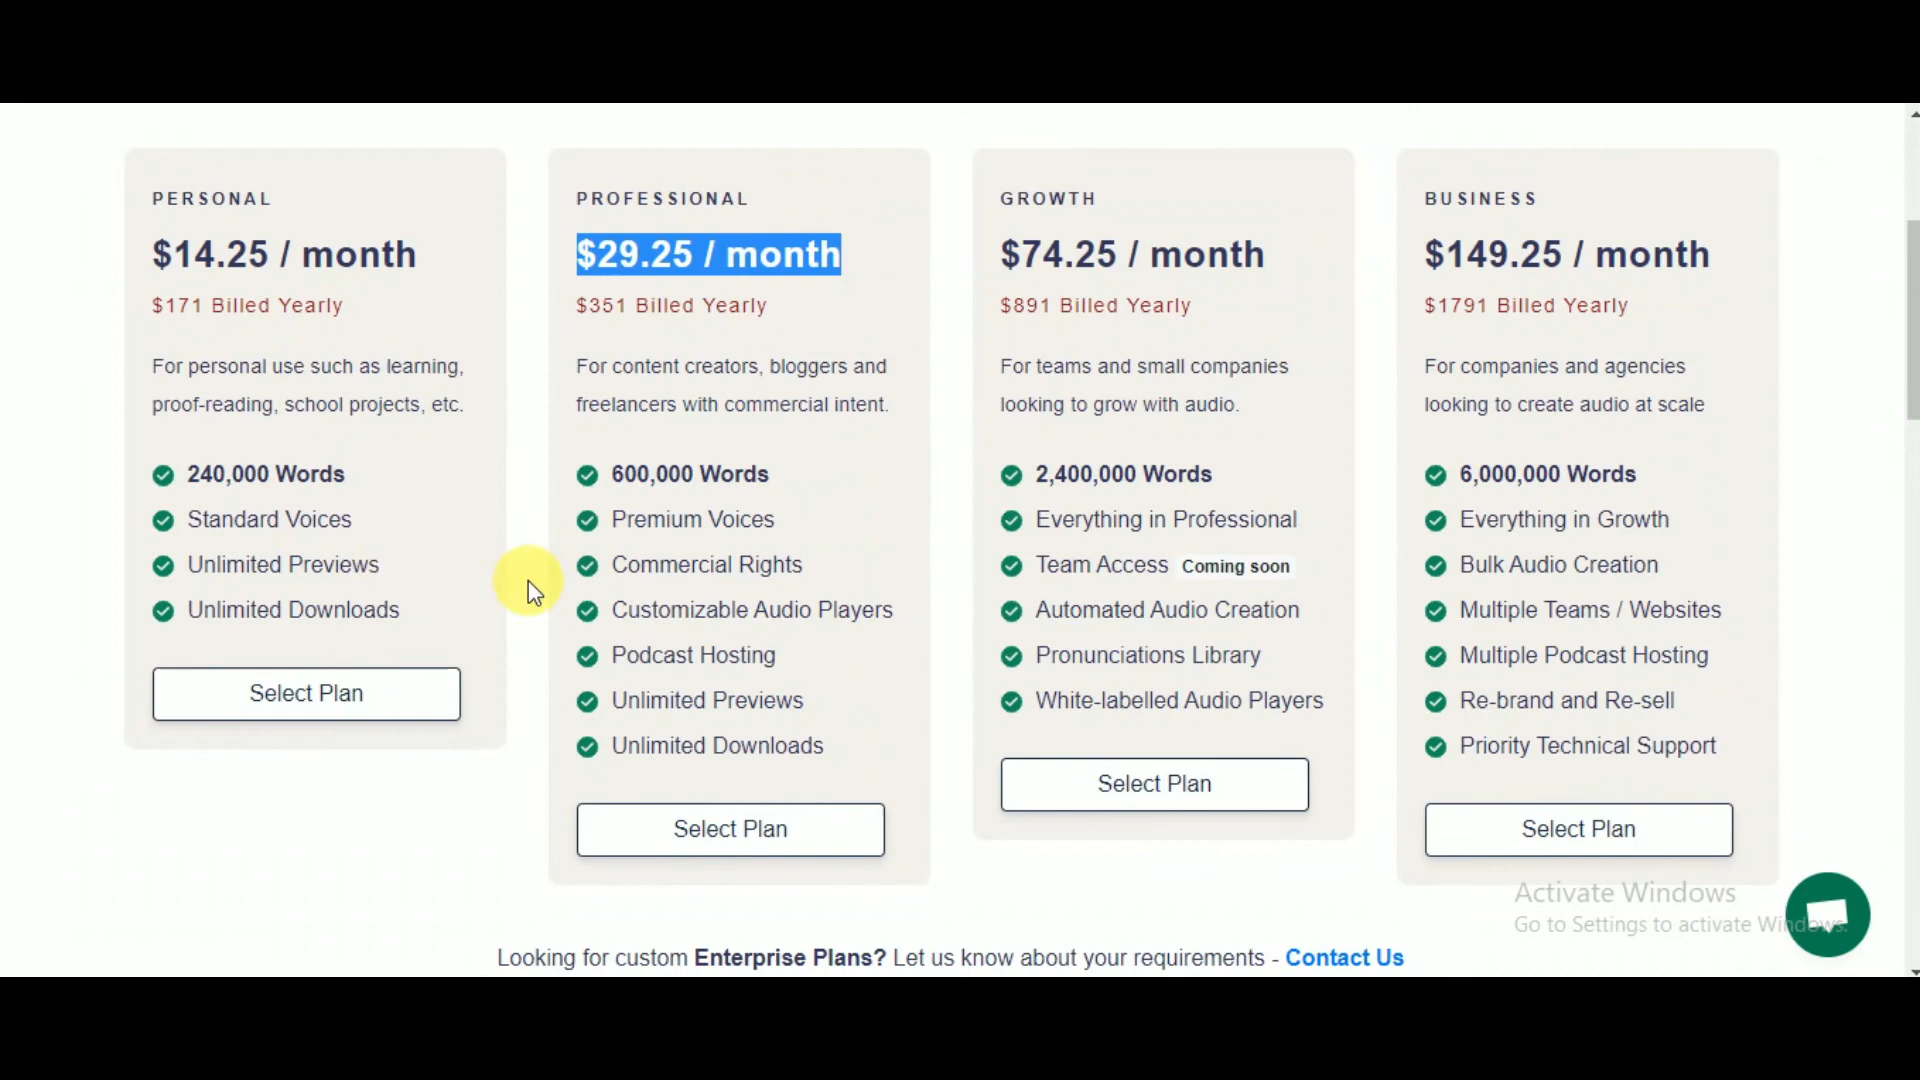 PERSONAL
$14.25 / month
$171 Billed Yearly
For personal use such as learning,
proof-reading, school projects, etc.
240,000 Words
Standard Voices
Unlimited Previews
Unlimited Downloads
Select Plan
PROFESSIONAL
$29.25 / month
$351 Billed Yearly
For content creators, bloggers and
freelancers with commercial intent.
600,000 Words
Premium Voices
Commercial Rights
Customizable Audio Players
Podcast Hosting
Unlimited Previews
Unlimited Downloads
Select Plan
GROWTH
$74.25 / month
$891 Billed Yearly
For teams and small companies
looking to grow with audio.
2,400,000 Words
Everything in Professional
Team Access Coming soon
Automated Audio Creation
Pronunciations Library
White-labelled Audio Players
Select Plan
BUSINESS
$149.25 / month
$1791 Billed Yearly
For companies and agencies
looking to create audio at scale
6,000,000 Words
Everything in Growth
Bulk Audio Creation
Multiple Teams / Websites
Multiple Podcast Hosting
Re-brand and Re-sell
Priority Technical Support
Select Plan
Activate Windows
Go to Settings to activate Windows.
Looking for custom Enterprise Plans? Let us know about your requirements - Contact Us